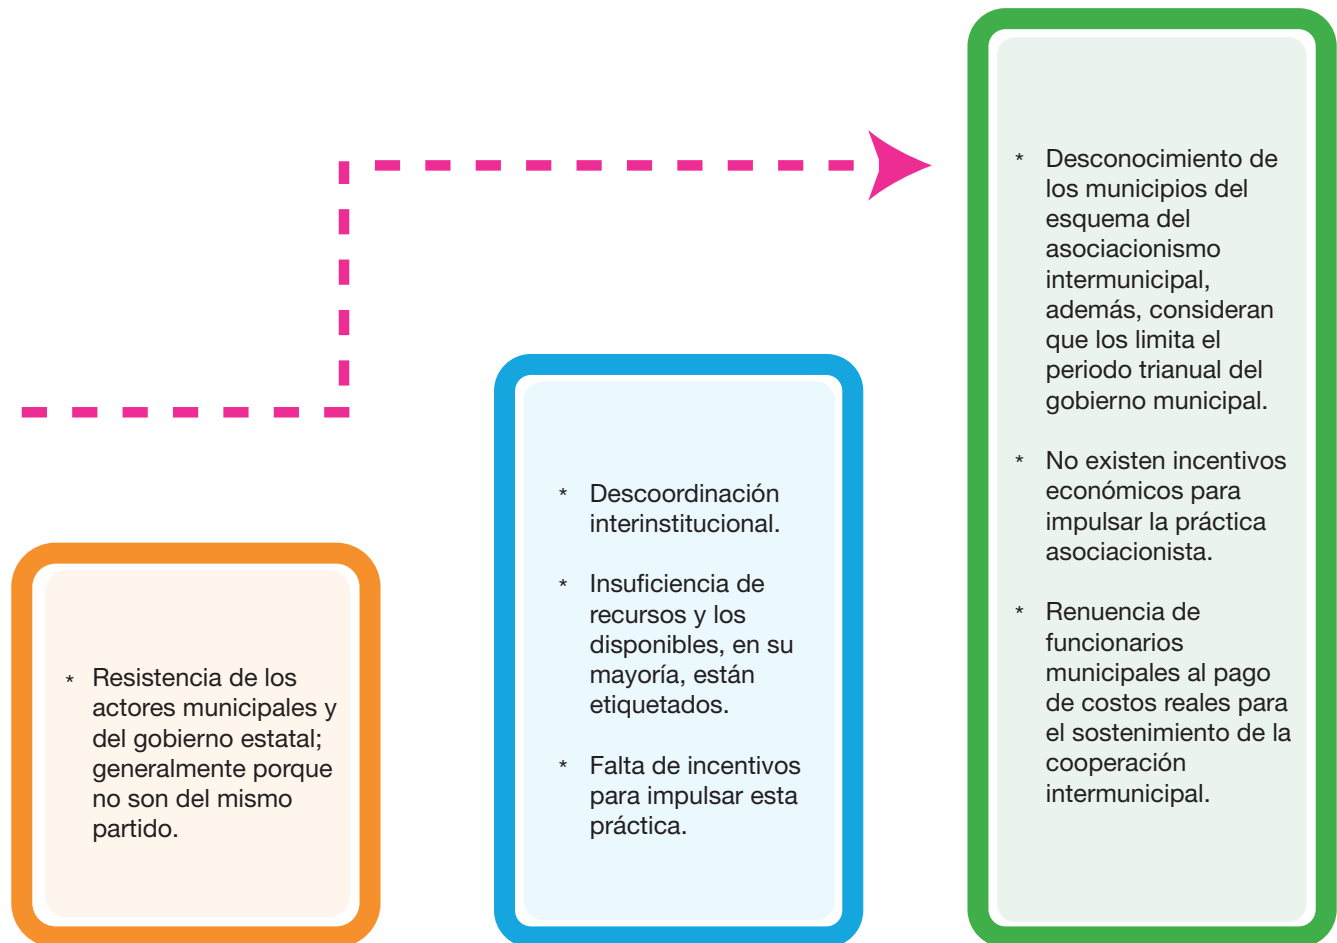 * Resistencia de los
actores municipales y
del gobierno estatal;
generalmente porque
no son del mismo
partido.
* Descoordinación
interinstitucional.
* Insuficiencia de
recursos y los
disponibles, en su
mayoría, están
etiquetados.
* Falta de incentivos
para impulsar esta
práctica.
* Desconocimiento de
los municipios del
esquema del
asociacionismo
intermunicipal,
además, consideran
que los limita el
periodo trianual del
gobierno municipal.
* No existen incentivos
económicos para
impulsar la práctica
asociacionista.
* Renuencia de
funcionarios
municipales al pago
de costos reales para
el sostenimiento de la
cooperación
intermunicipal.